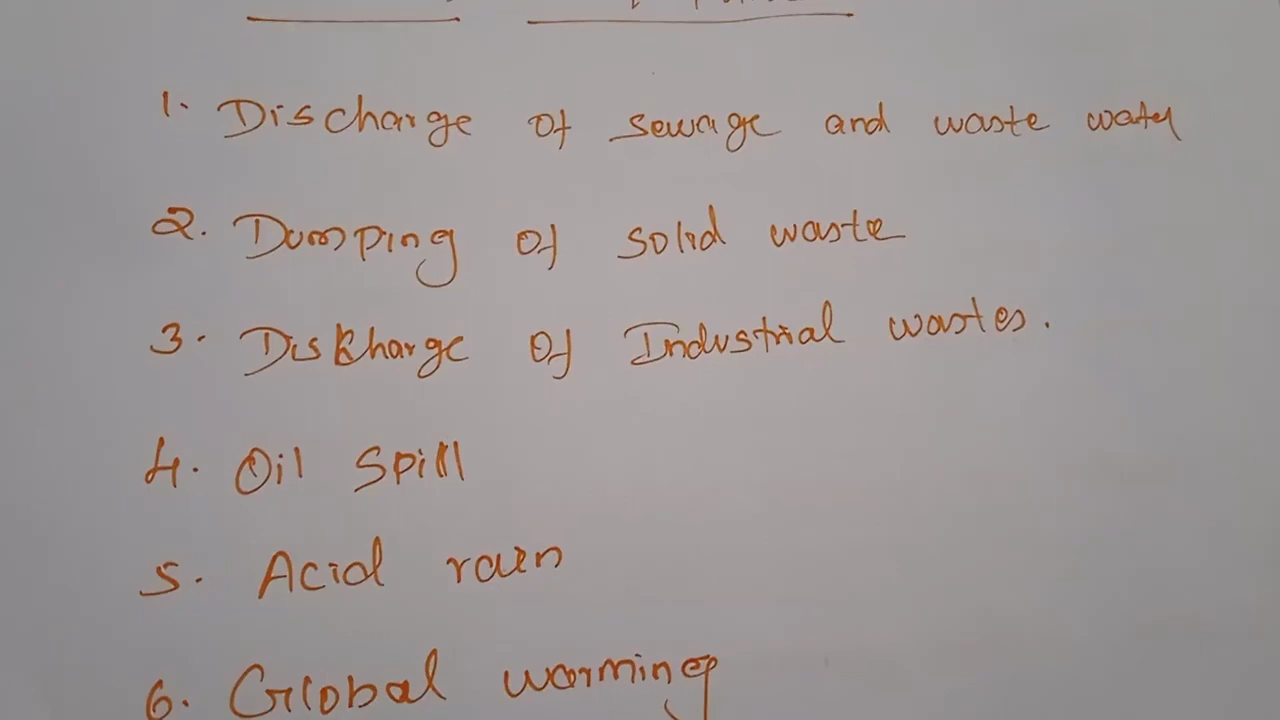 1. Discharge of sewage and waste water
2. Dumping of solid waste
3. Discharge of Industrial wastes.
4. Oil spill
5. Acid rain
6. Global warming